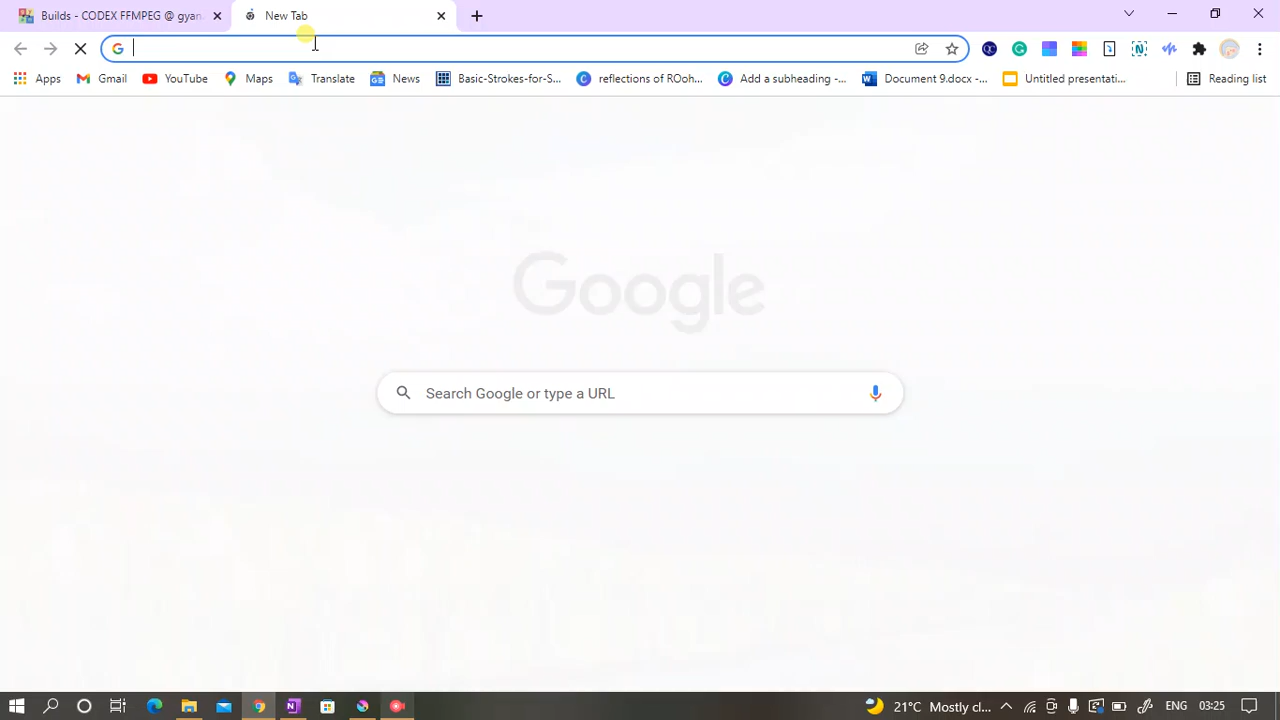 Builds - CODEX FFMPEG @ gyan.
New Tab
Apps
Gmail
YouTube
Maps
Translate
News
Basic-Strokes-for-S...
reflections of ROoh...
Add a subheading -...
Document 9.docx -...
Untitled presentati...
Reading list
Google
Search Google or type a URL
21°C Mostly cl...
ENG
03:25